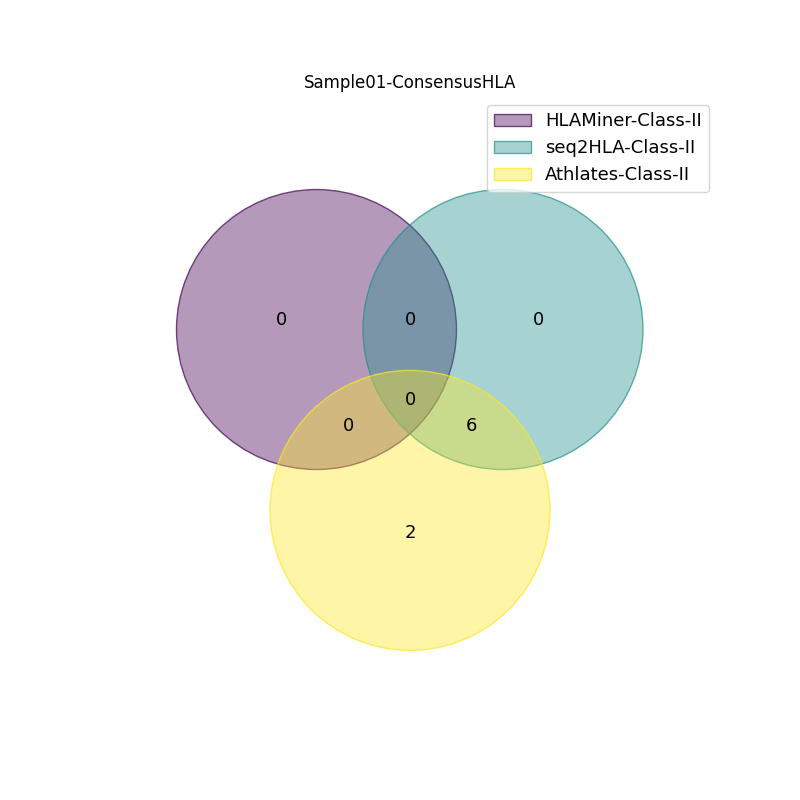 Sample01-ConsensusHLA
HLAMiner-Class-II
seq2HLA-Class-II
Athlates-Class-II
0
0
0
0
0
6
2